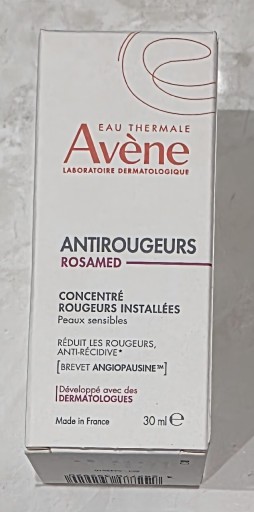 EAU THERMALE
Avène
LABORATOIRE DERMATOLOGIQUE
ANTIROUGEURS
ROSAMED
CONCENTRÉ
ROUGEURS INSTALLÉES
Peaux sensibles
RÉDUIT LES ROUGEURS,
ANTI-RÉCIDIVE*
[BREVET ANGIOPAUSINE™]
Développé avec des
DERMATOLOGUES
Made in France 30 ml ℮